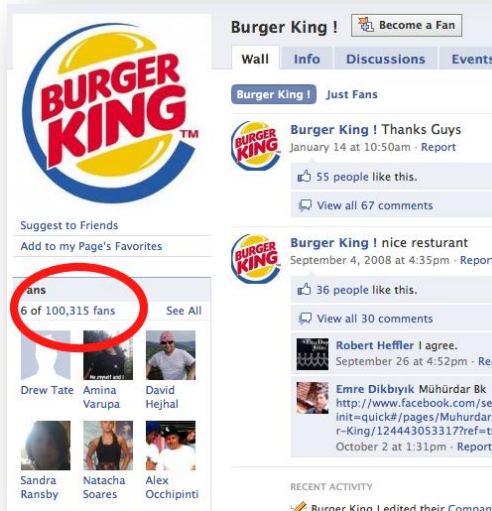 BURGER
KING
TM
Suggest to Friends
Add to my Page's Favorites
Fans
6 of 100,315 fans
See All
Drew Tate
Amina
Varupa
David
Hejhal
Sandra
Ransby
Natacha
Soares
Alex
Occhipinti
Burger King !
Become a Fan
Wall
Info
Discussions
Events
Burger King !
Just Fans
BURGER
KING
Burger King ! Thanks Guys
January 14 at 10:50am · Report
55 people like this.
View all 67 comments
BURGER
KING
Burger King ! nice resturant
September 4, 2008 at 4:35pm · Repor
36 people like this.
View all 30 comments
Robert Heffler I agree.
September 26 at 4:52pm · Re
Emre Dikbıyık Mühürdar Bk
http://www.facebook.com/se
init=quick#/pages/Muhurdar
r-King/124443053317?ref=ts
October 2 at 1:31pm · Report
RECENT ACTIVITY
Burger King ! edited their Compan